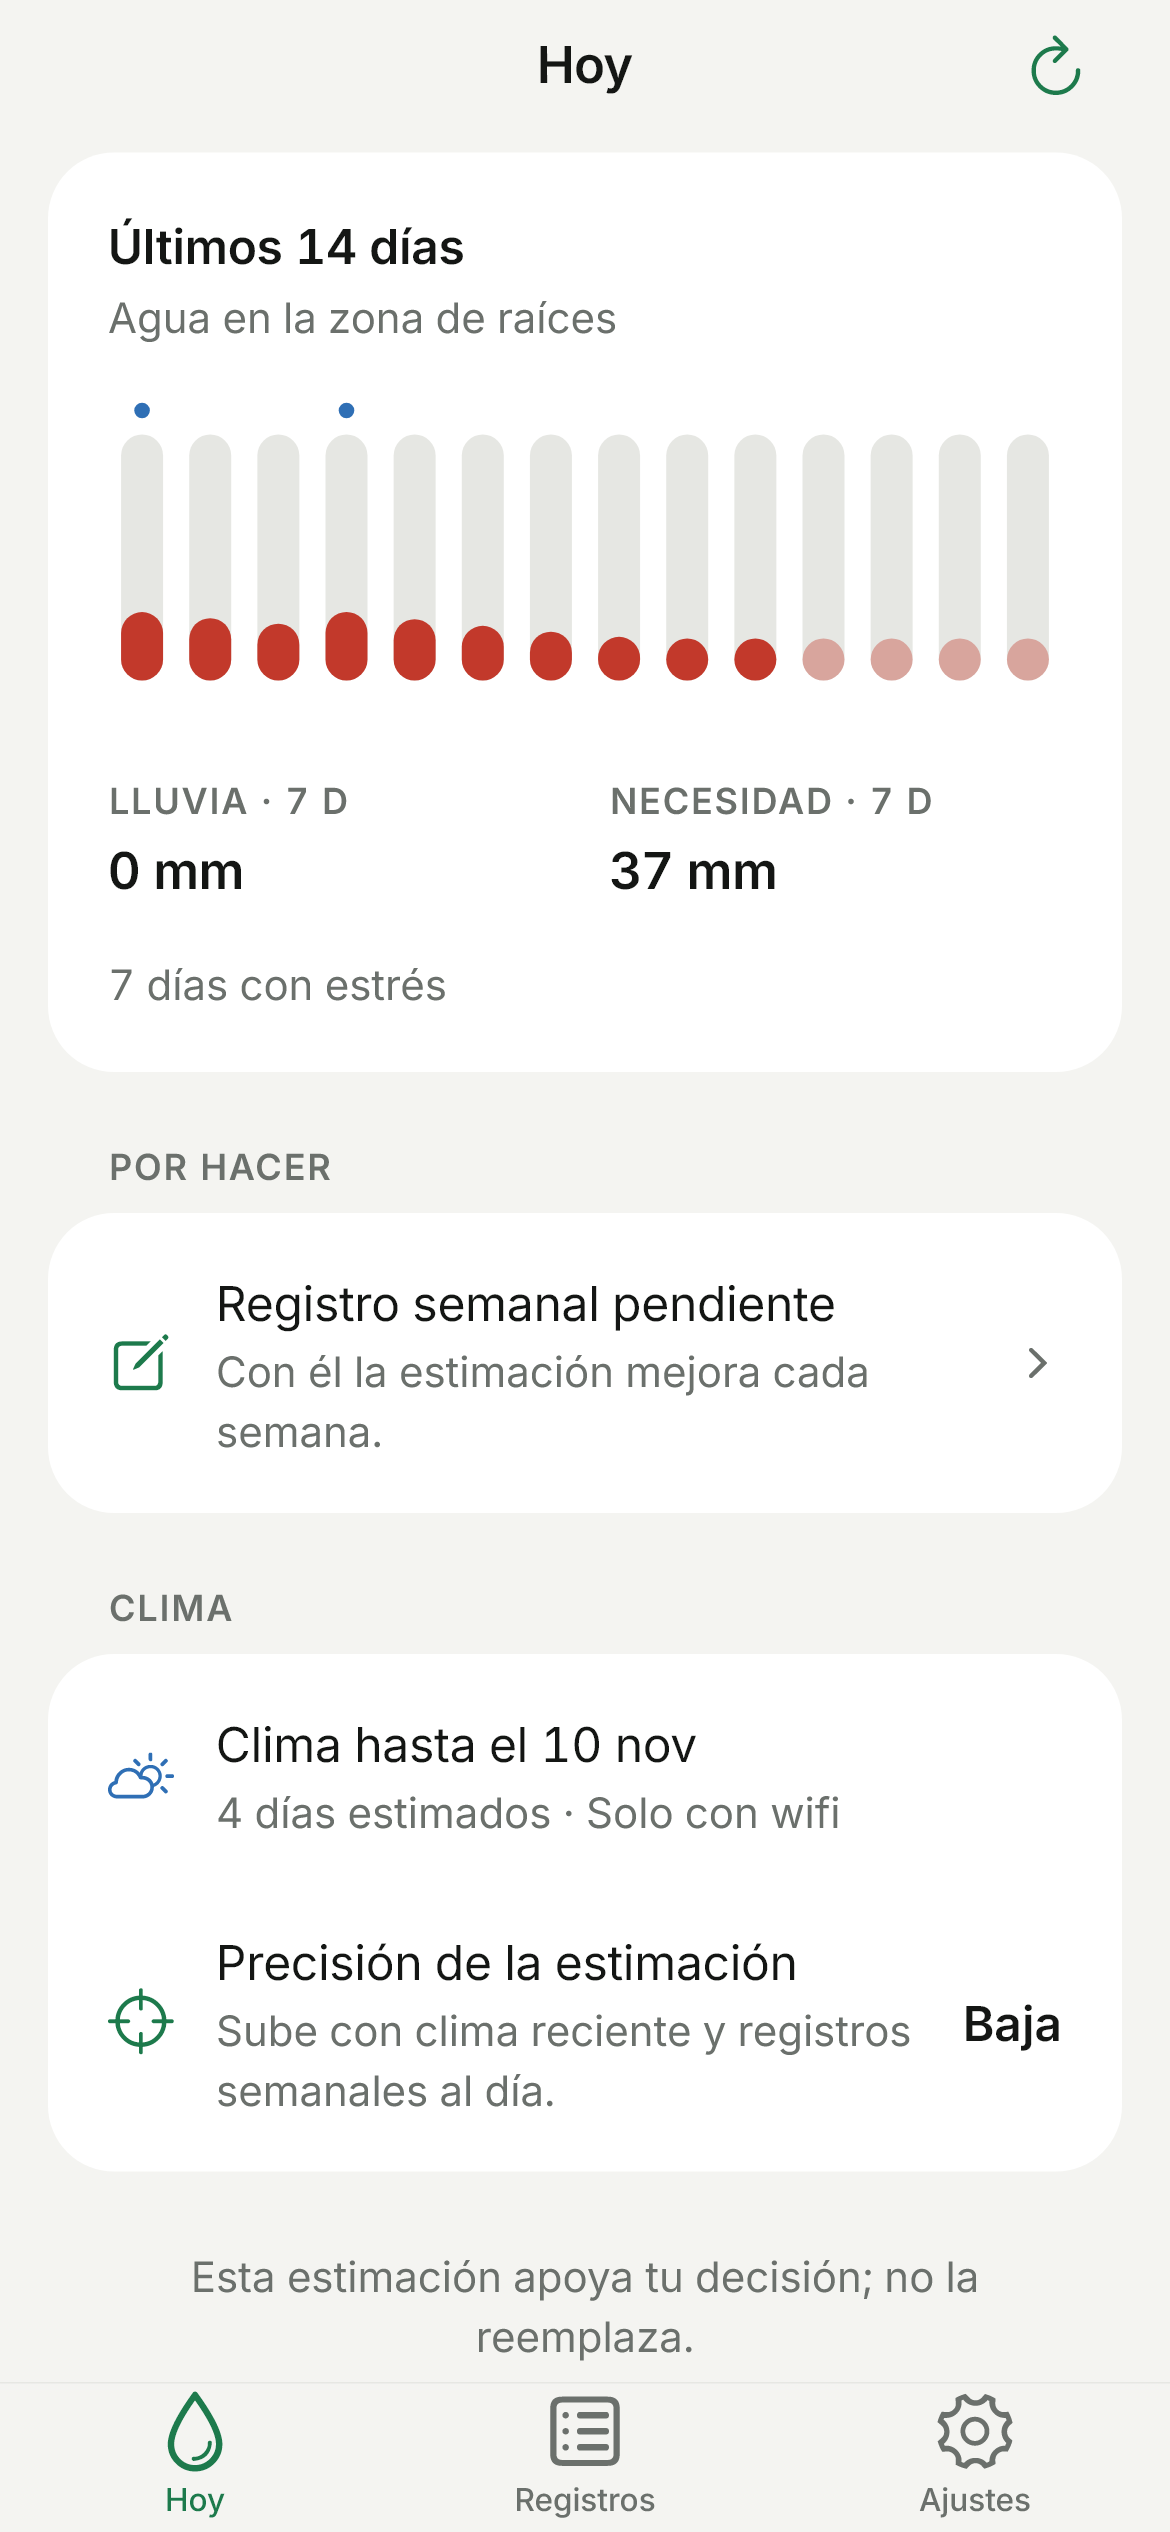 Hoy
Últimos 14 días
Agua en la zona de raíces
LLUVIA · 7 D
NECESIDAD · 7 D
0 mm
37 mm
7 días con estrés
POR HACER
Registro semanal pendiente
Con él la estimación mejora cada
semana.
CLIMA
Clima hasta el 10 nov
4 días estimados · Solo con wifi
Precisión de la estimación
Sube con clima reciente y registros
semanales al día.
Baja
Esta estimación apoya tu decisión; no la
reemplaza.
Hoy
Registros
Ajustes